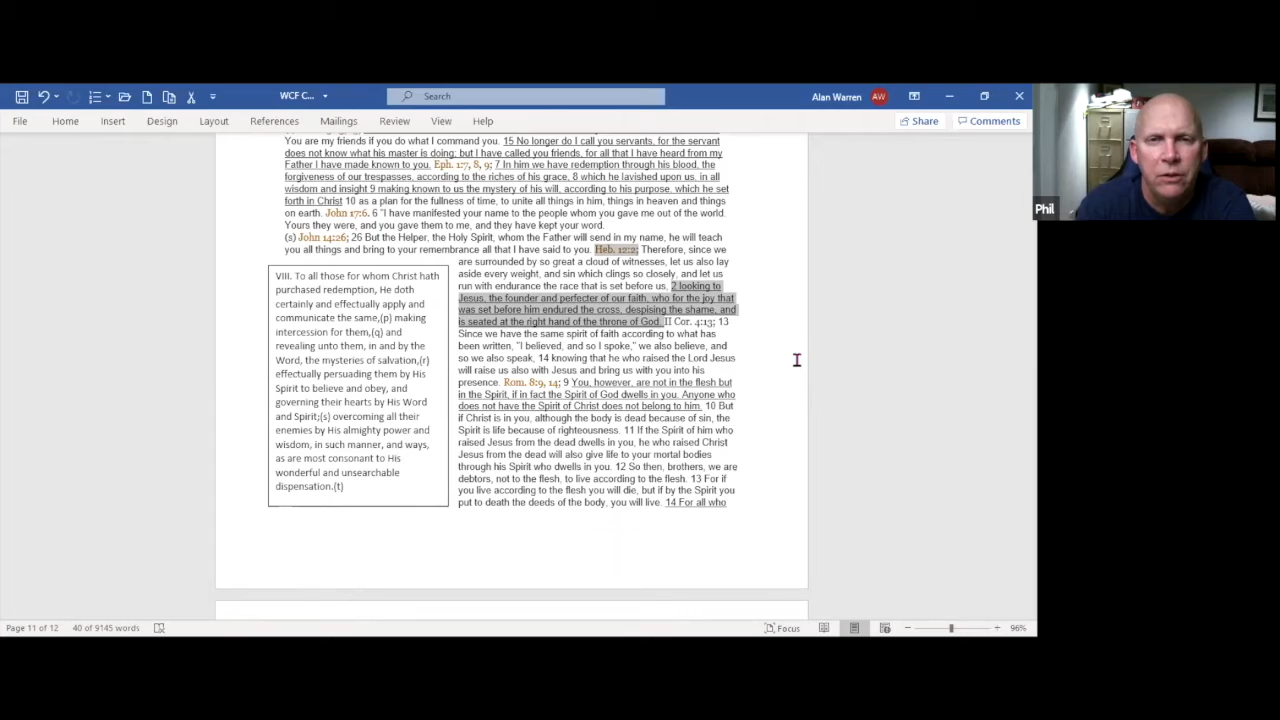 WCF C...
Search
Alan Warren AW
File Home Insert Design Layout References Mailings Review View Help Share Comments
You are my friends if you do what I command you. 15 No longer do I call you servants, for the servant
does not know what his master is doing; but I have called you friends, for all that I have heard from my
Father I have made known to you. Eph. 1:7, 8, 9; 7 In him we have redemption through his blood, the
forgiveness of our trespasses, according to the riches of his grace, 8 which he lavished upon us, in all
wisdom and insight 9 making known to us the mystery of his will, according to his purpose, which he set
forth in Christ 10 as a plan for the fullness of time, to unite all things in him, things in heaven and things
on earth. John 17:6. 6 "I have manifested your name to the people whom you gave me out of the world.
Yours they were, and you gave them to me, and they have kept your word.
(s) John 14:26; 26 But the Helper, the Holy Spirit, whom the Father will send in my name, he will teach
you all things and bring to your remembrance all that I have said to you. Heb. 12:2; Therefore, since we
are surrounded by so great a cloud of witnesses, let us also lay
aside every weight, and sin which clings so closely, and let us
run with endurance the race that is set before us, 2 looking to
Jesus, the founder and perfecter of our faith, who for the joy that
was set before him endured the cross, despising the shame, and
is seated at the right hand of the throne of God. II Cor. 4:13; 13
Since we have the same spirit of faith according to what has
been written, "I believed, and so I spoke," we also believe, and
so we also speak, 14 knowing that he who raised the Lord Jesus
will raise us also with Jesus and bring us with you into his
presence. Rom. 8:9, 14; 9 You, however, are not in the flesh but
in the Spirit, if in fact the Spirit of God dwells in you. Anyone who
does not have the Spirit of Christ does not belong to him. 10 But
if Christ is in you, although the body is dead because of sin, the
Spirit is life because of righteousness. 11 If the Spirit of him who
raised Jesus from the dead dwells in you, he who raised Christ
Jesus from the dead will also give life to your mortal bodies
through his Spirit who dwells in you. 12 So then, brothers, we are
debtors, not to the flesh, to live according to the flesh. 13 For if
you live according to the flesh you will die, but if by the Spirit you
put to death the deeds of the body, you will live. 14 For all who
VIII. To all those for whom Christ hath
purchased redemption, He doth
certainly and effectually apply and
communicate the same,(p) making
intercession for them,(q) and
revealing unto them, in and by the
Word, the mysteries of salvation,(r)
effectually persuading them by His
Spirit to believe and obey, and
governing their hearts by His Word
and Spirit;(s) overcoming all their
enemies by His almighty power and
wisdom, in such manner, and ways,
as are most consonant to His
wonderful and unsearchable
dispensation.(t)
Page 11 of 12 40 of 9145 words Focus 96%
Phil